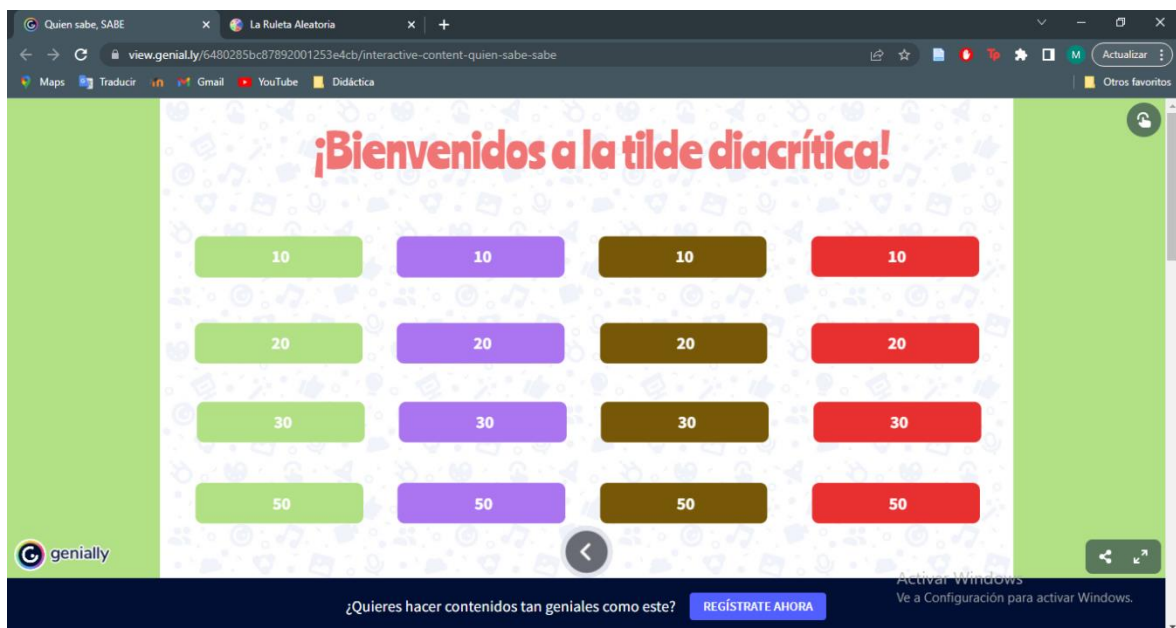 Quien sabe, SABE
La Ruleta Aleatoria
view.genial.ly/6480285bc87892001253e4cb/interactive-content-quien-sabe-sabe
Tp
M
Actualizar
Maps
Traducir
in
Gmail
YouTube
Didáctica
Otros favoritos
¡Bienvenidos a la tilde diacrítica!
10 10 10 10
20 20 20 20
30 30 30 30
50 50 50 50
genially
Activar Windows
Ve a Configuración para activar Windows.
¿Quieres hacer contenidos tan geniales como este?
REGÍSTRATE AHORA